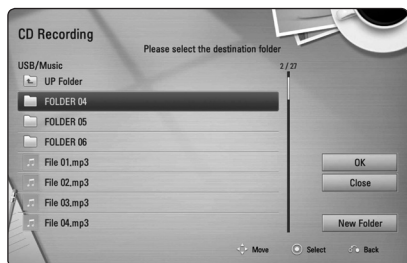 CD Recording
Please select the destination folder
USB/Music
2 / 27
UP Folder
FOLDER 04
FOLDER 05
FOLDER 06
File 01.mp3
File 02.mp3
File 03.mp3
File 04.mp3
OK
Close
New Folder
Move Select Back